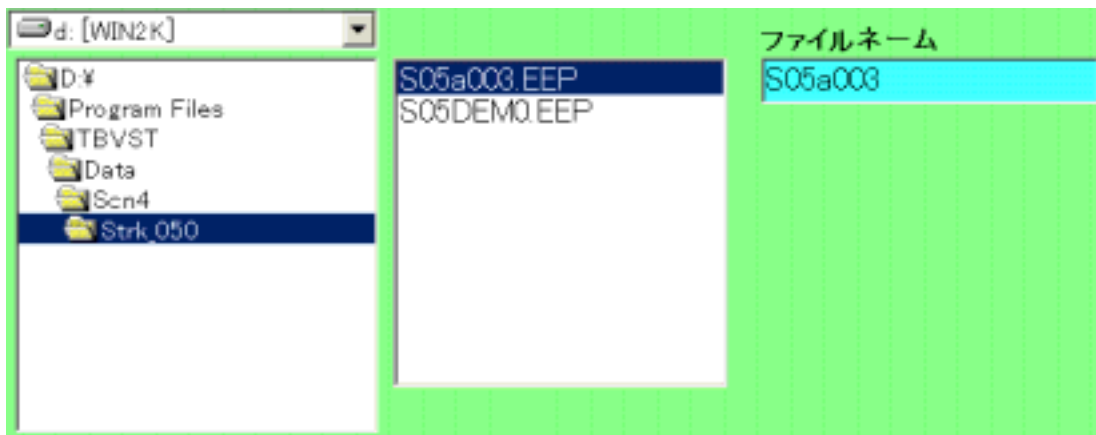 d: [WIN2K]
D:¥
Program Files
TBVST
Data
Scn4
Strk_050
S05a003.EEP
S05DEMO.EEP
ファイルネーム
S05a003